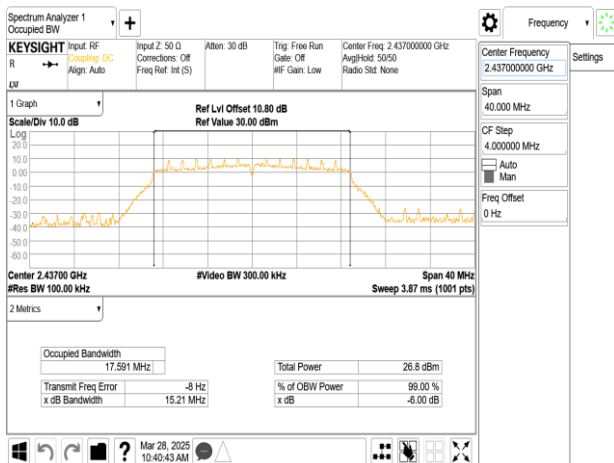 Spectrum Analyzer 1
Occupied BW
Frequency
KEYSIGHT
R
LXI
Input: RF
Coupling: DC
Align: Auto
Input Z: 50 Ω
Corrections: Off
Freq Ref: Int (S)
Atten: 30 dB
Trig: Free Run
Gate: Off
#IF Gain: Low
Center Freq: 2.437000000 GHz
Avg|Hold: 50/50
Radio Std: None
Center Frequency
2.437000000 GHz
Settings
Span
40.000 MHz
CF Step
4.000000 MHz
Auto
Man
Freq Offset
0 Hz
1 Graph
Scale/Div 10.0 dB
Ref Lvl Offset 10.80 dB
Ref Value 30.00 dBm
Log
20.0
10.0
0.00
-10.0
-20.0
-30.0
-40.0
-50.0
-60.0
Center 2.43700 GHz
#Res BW 100.00 kHz
#Video BW 300.00 kHz
Span 40 MHz
Sweep 3.87 ms (1001 pts)
2 Metrics
Occupied Bandwidth
17.591 MHz
Total Power 26.8 dBm
Transmit Freq Error -8 Hz
% of OBW Power 99.00 %
x dB Bandwidth 15.21 MHz
x dB -6.00 dB
?
Mar 28, 2025
10:40:43 AM